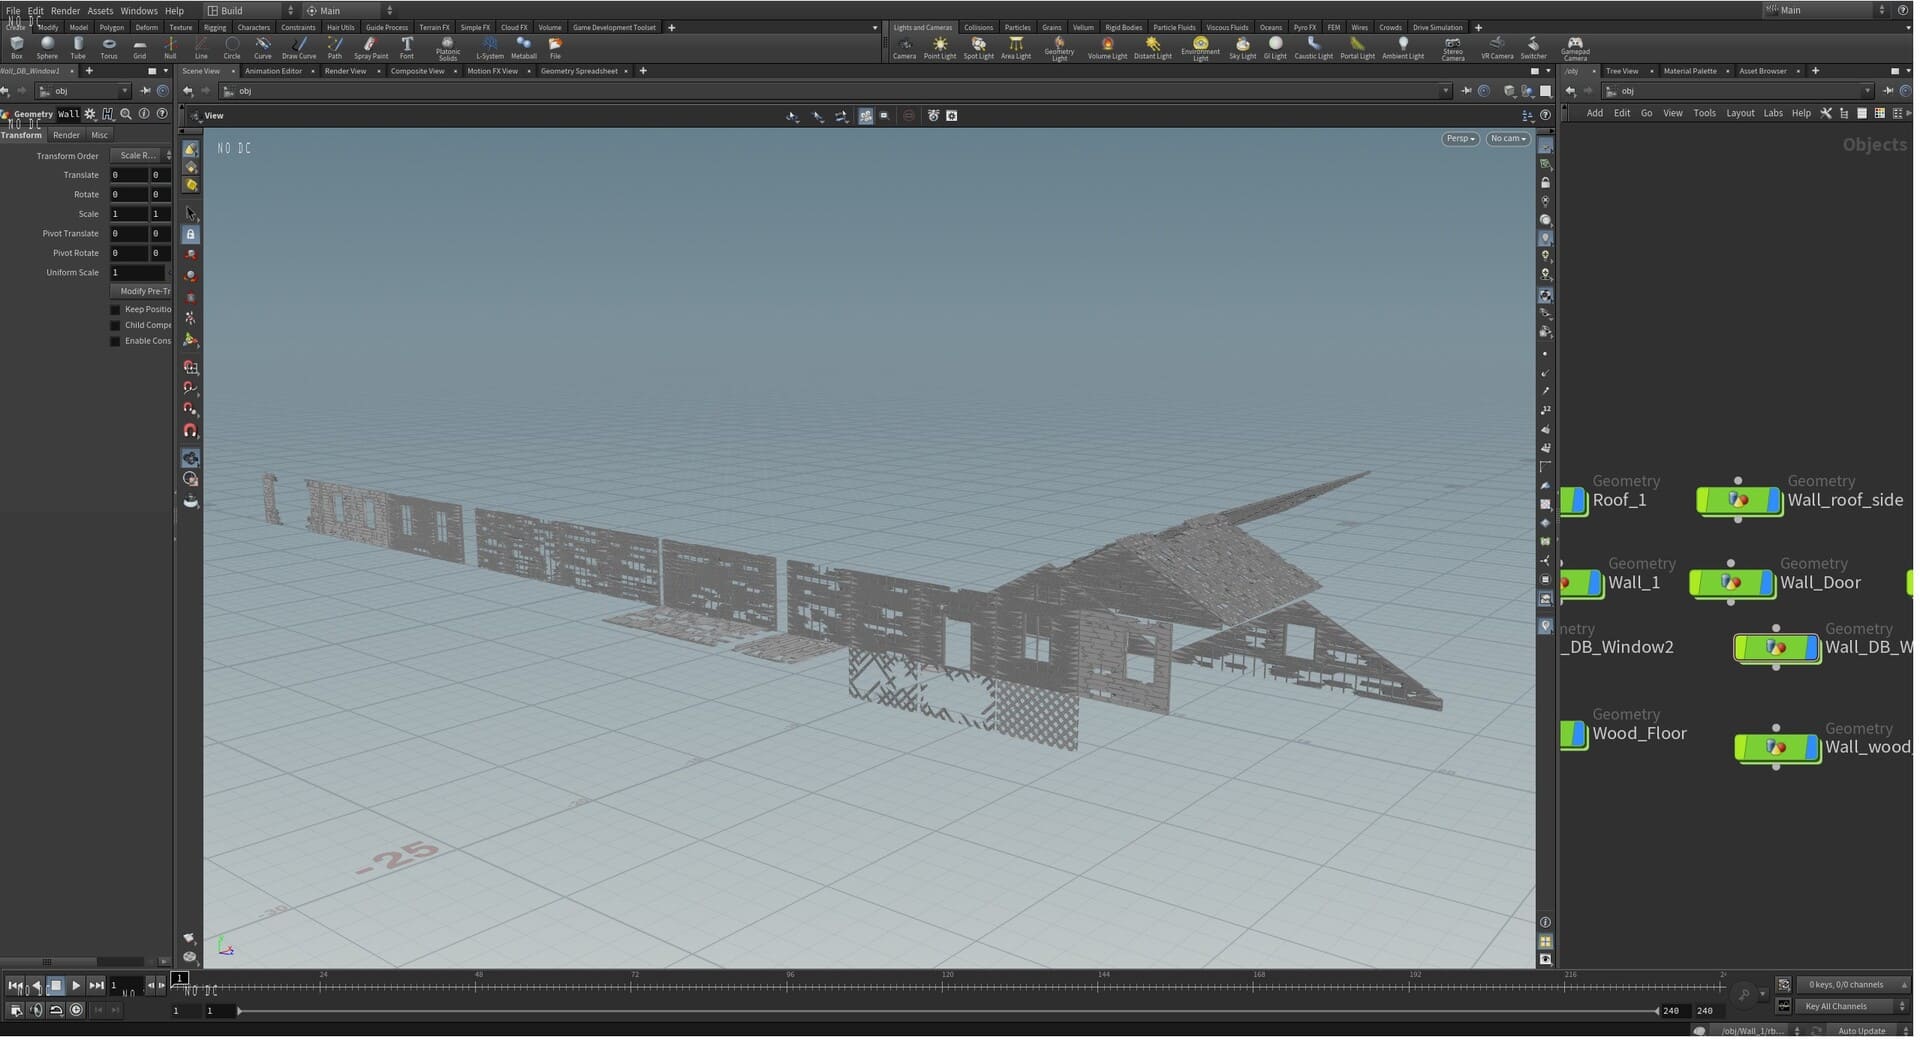 File Edit Render Assets Windows Help Build Main Main
NO DC
Create Modify Model Polygon Deform Texture Rigging Characters Constraints Hair Utils Guide Process Terrain FX Simple FX Cloud FX Volume Game Development Toolset Lights and Cameras Collisions Particles Grains Vellum Rigid Bodies Particle Fluids Viscous Fluids Oceans Pyro FX FEM Wires Crowds Drive Simulation
Box Sphere Tube Torus Grid Null Line Circle Curve Draw Curve Path Spray Paint Font Platonic Solids L-System Metaball File Camera Point Light Spot Light Area Light Geometry Light Volume Light Distant Light Environment Light Sky Light GI Light Caustic Light Portal Light Ambient Light Stereo Camera VR Camera Switcher Gamepad Camera
Wall_DB_Window1 Scene View Animation Editor Render View Composite View Motion FX View Geometry Spreadsheet /obj Tree View Material Palette Asset Browser
obj obj obj
Geometry Wall View Add Edit Go View Tools Layout Labs Help
NO DC
Transform Render Misc
NO DC Persp No cam Objects
Transform Order Scale R...
Translate 0 0
Rotate 0 0
Scale 1 1
Pivot Translate 0 0
Pivot Rotate 0 0
Uniform Scale 1
Modify Pre-Tr
Keep Positio
Child Compe
Enable Cons
Geometry Geometry
Roof_1 Wall_roof_side
Geometry Geometry
Wall_1 Wall_Door
metry Geometry
_DB_Window2 Wall_DB_W
Geometry Geometry
Wood_Floor Wall_wood_
-25
-30
1 1 24 48 72 96 120 144 168 192 216 0 keys, 0/0 channels
NO DC NO NO DC
1 1 240 240 Key All Channels
/obj/Wall_1/rb... Auto Update